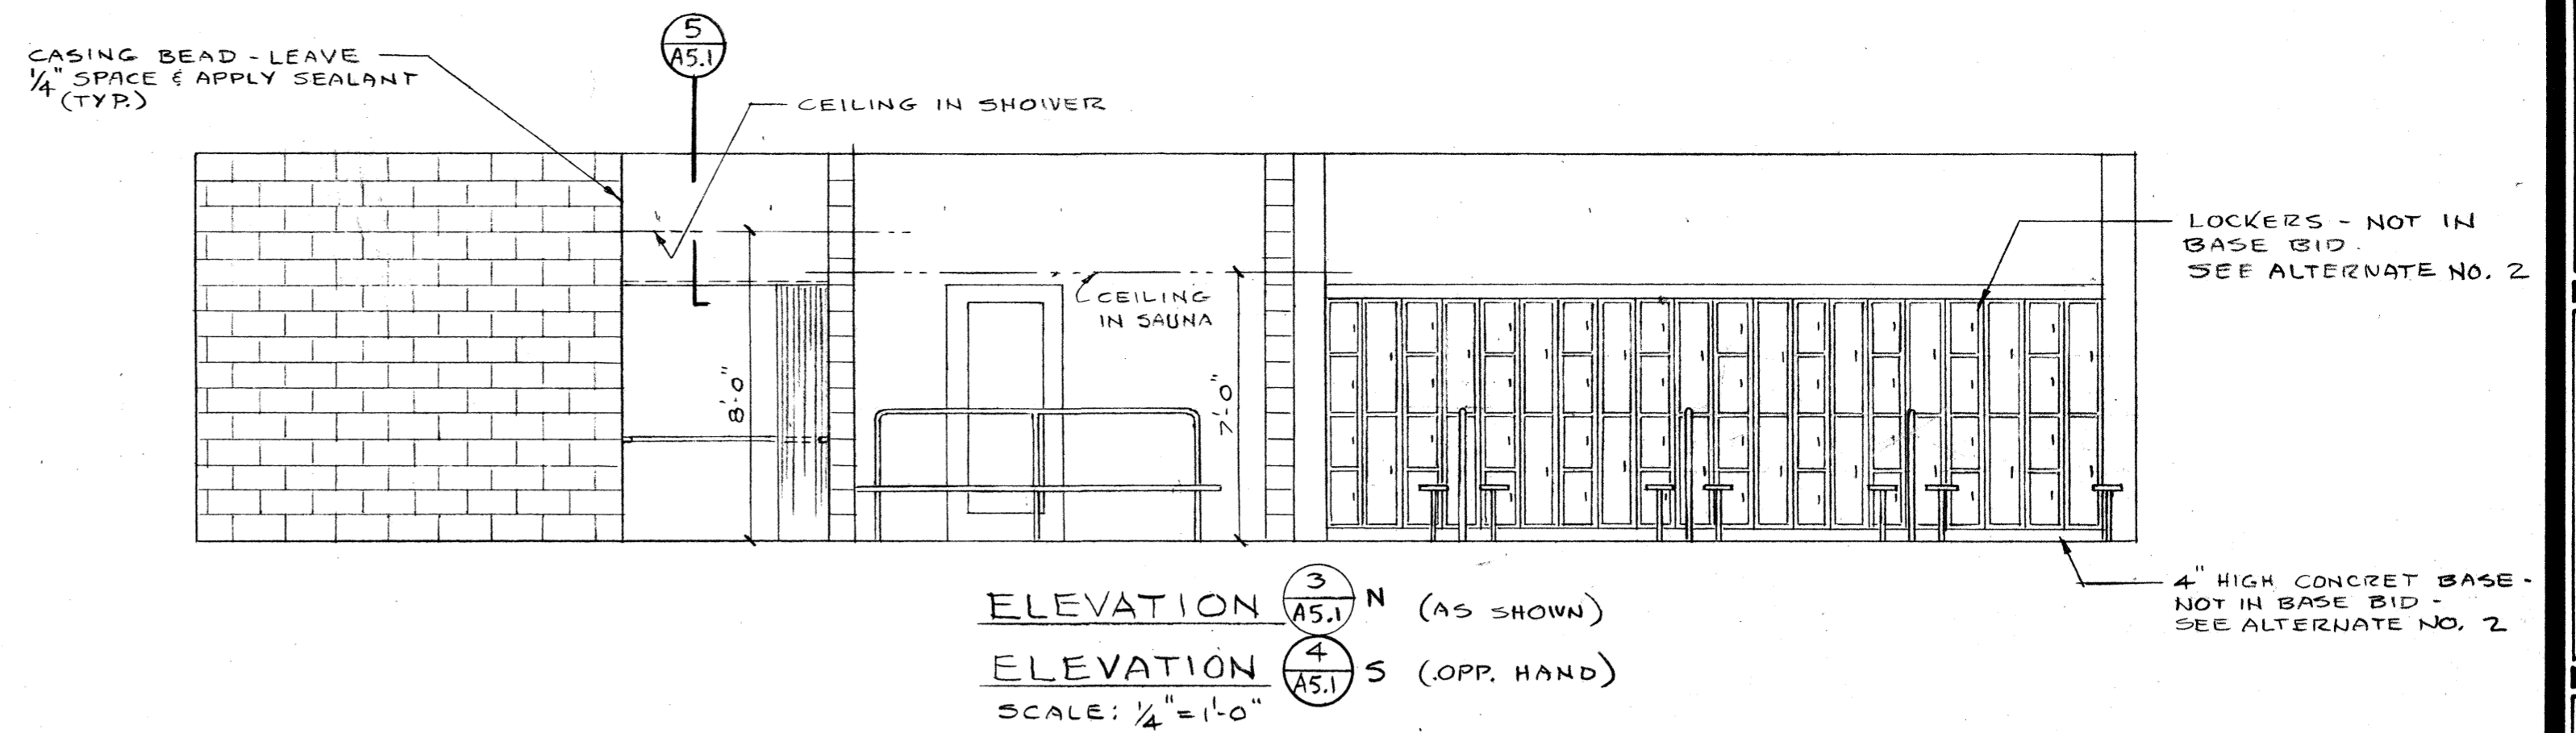 5
A5.1
CASING BEAD - LEAVE
1/4" SPACE & APPLY SEALANT
(TYP.)
CEILING IN SHOWER
LOCKERS - NOT IN
BASE BID.
SEE ALTERNATE NO. 2
CEILING
IN SAUNA
8'-0"
7'-0"
4" HIGH CONCRET BASE -
NOT IN BASE BID -
SEE ALTERNATE NO. 2
ELEVATION 3 A5.1 N (AS SHOWN)
ELEVATION 4 A5.1 S (OPP. HAND)
SCALE: 1/4" = 1'-0"